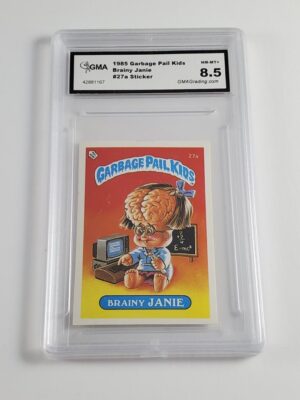 GMA
1985 Garbage Pail Kids
Brainy Janie
#27a Sticker
NM-MT+
8.5
GMAGrading.com
27a
GARBAGE PAIL KIDS
E=mc²
BRAINY JANIE